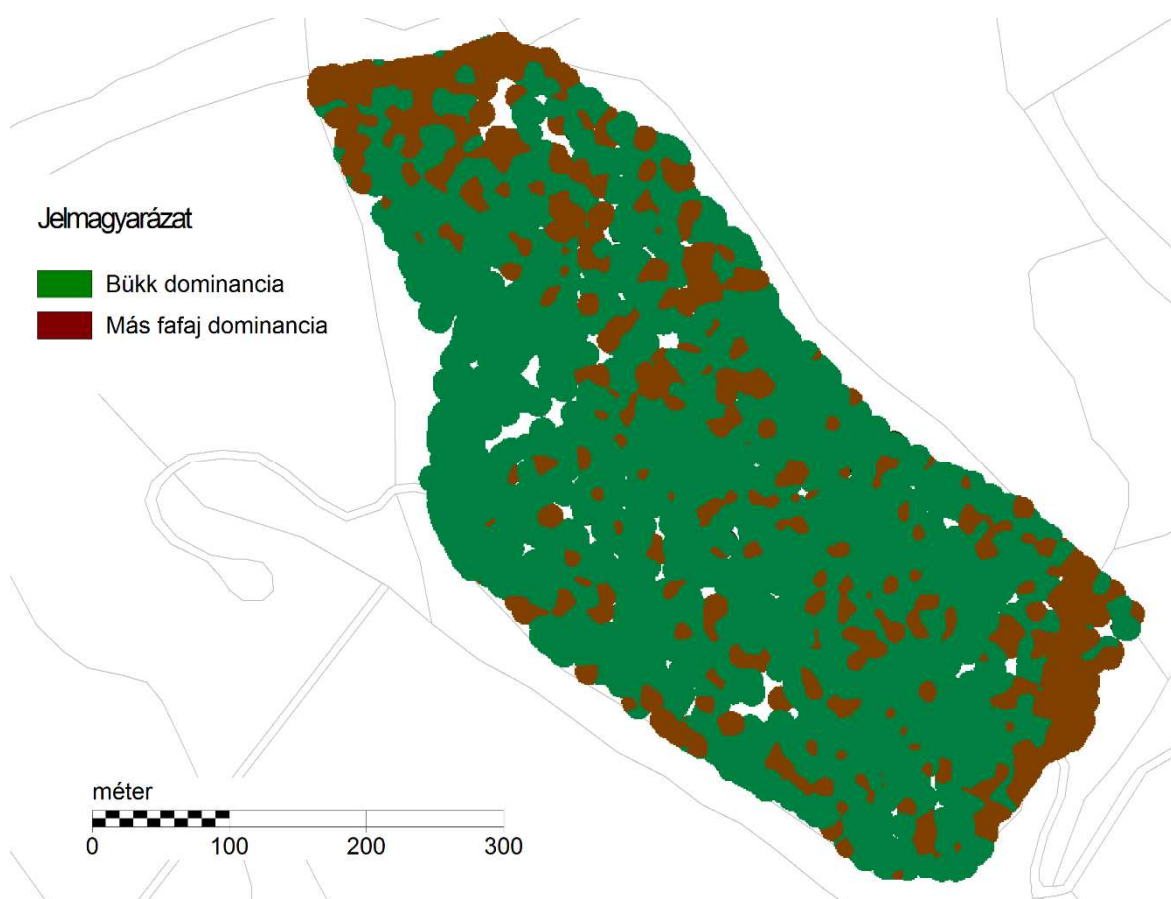 Jelmagyarázat
Bükk dominancia
Más fafaj dominancia
méter
0 100 200 300